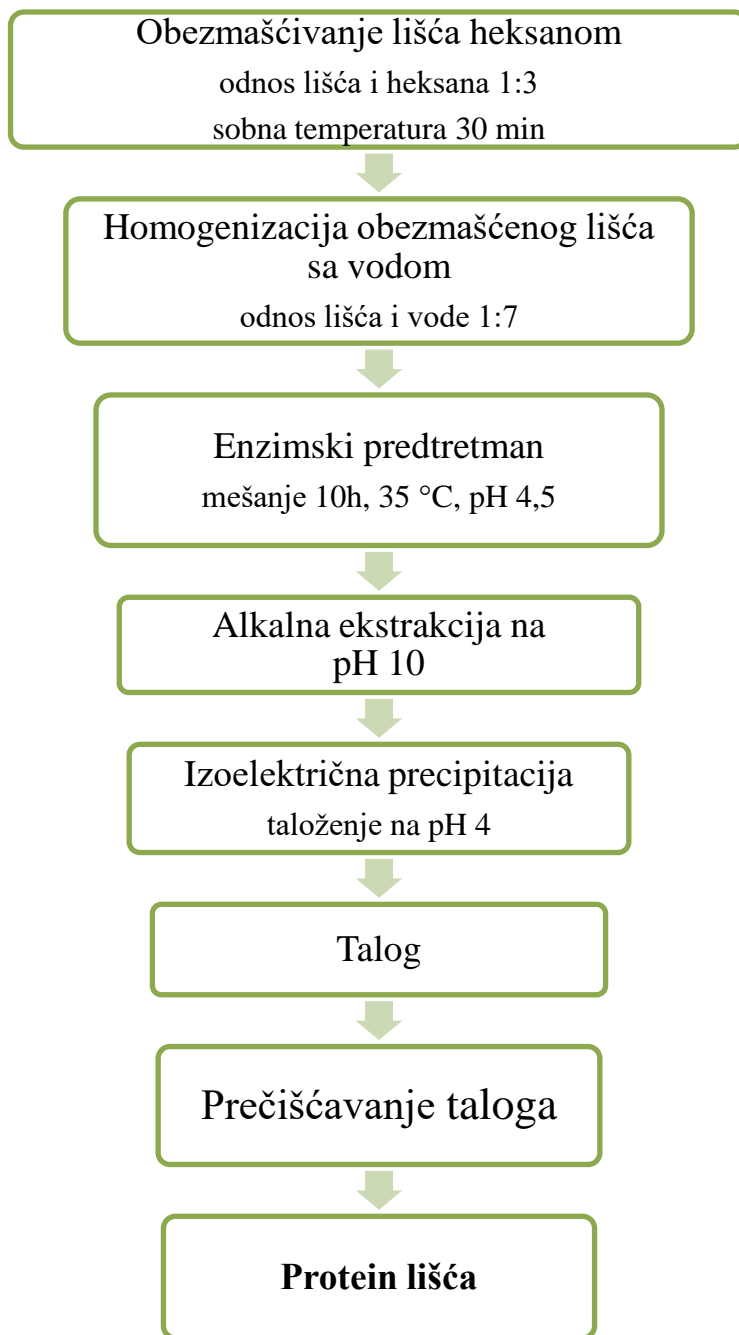 Obezmašćivanje lišća heksanom
odnos lišća i heksana 1:3
sobna temperatura 30 min
Homogenizacija obezmašćenog lišća
sa vodom
odnos lišća i vode 1:7
Enzimski predtretman
mešanje 10h, 35 °C, pH 4,5
Alkalna ekstrakcija na
pH 10
Izoelektrična precipitacija
taloženje na pH 4
Talog
Prečišćavanje taloga
Protein lišća